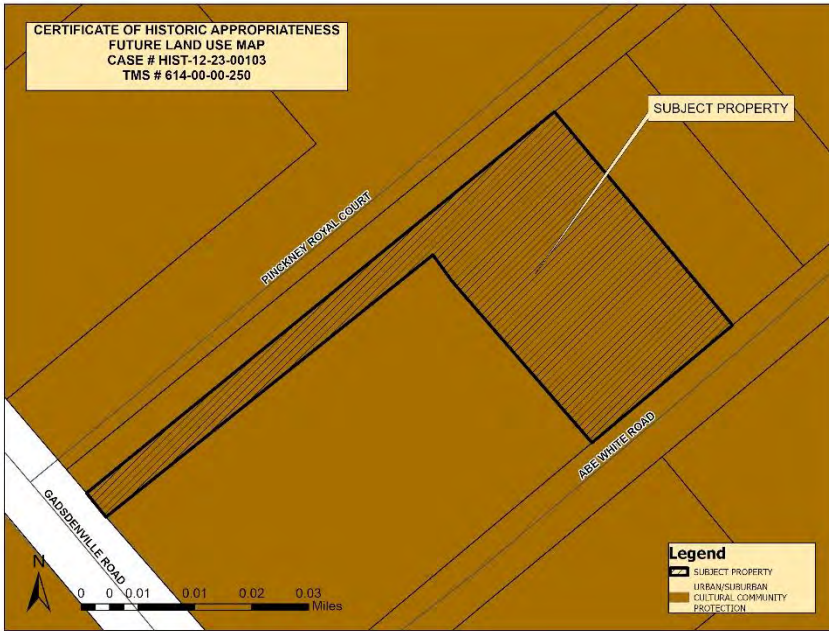 CERTIFICATE OF HISTORIC APPROPRIATENESS
FUTURE LAND USE MAP
CASE # HIST-12-23-00103
TMS # 614-00-00-250
SUBJECT PROPERTY
PINCKNEY ROYAL COURT
ABE WHITE ROAD
GADSDENVILLE ROAD
N
0 0 0.01 0.02 0.03
Miles
Legend
SUBJECT PROPERTY
URBAN/SUBURBAN
CULTURAL COMMUNITY
PROTECTION